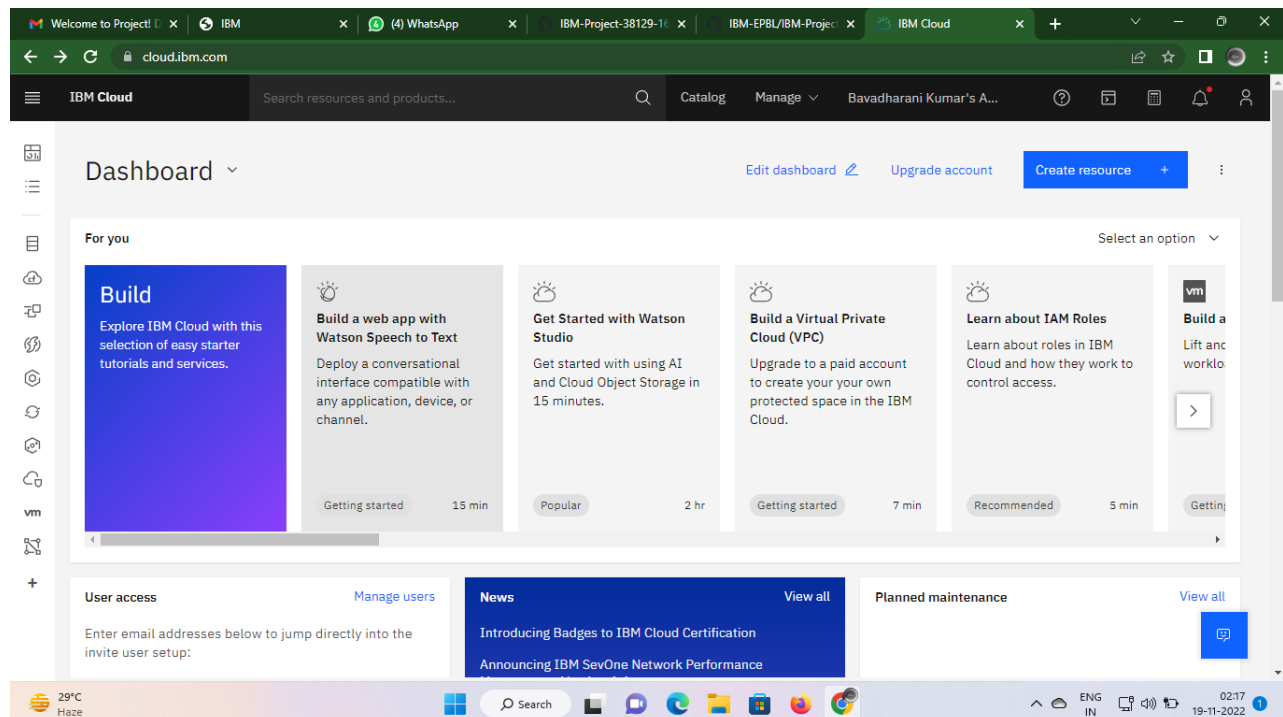 Welcome to Project! D
IBM
(4) WhatsApp
IBM-Project-38129-16
IBM-EPBL/IBM-Project
IBM Cloud
cloud.ibm.com
IBM Cloud
Search resources and products...
Catalog
Manage
Bavadharani Kumar's A...
Dashboard
Edit dashboard
Upgrade account
Create resource +
For you
Select an option
Build
Explore IBM Cloud with this
selection of easy starter
tutorials and services.
Build a web app with
Watson Speech to Text
Deploy a conversational
interface compatible with
any application, device, or
channel.
Getting started
15 min
Get Started with Watson
Studio
Get started with using AI
and Cloud Object Storage in
15 minutes.
Popular
2 hr
Build a Virtual Private
Cloud (VPC)
Upgrade to a paid account
to create your your own
protected space in the IBM
Cloud.
Getting started
7 min
Learn about IAM Roles
Learn about roles in IBM
Cloud and how they work to
control access.
Recommended
5 min
vm
Build a
Lift and
worklo
Getting
vm
User access
Manage users
Enter email addresses below to jump directly into the
invite user setup:
News
View all
Introducing Badges to IBM Cloud Certification
Announcing IBM SevOne Network Performance
Planned maintenance
View all
29°C
Haze
Search
ENG
IN
02:17
19-11-2022
1